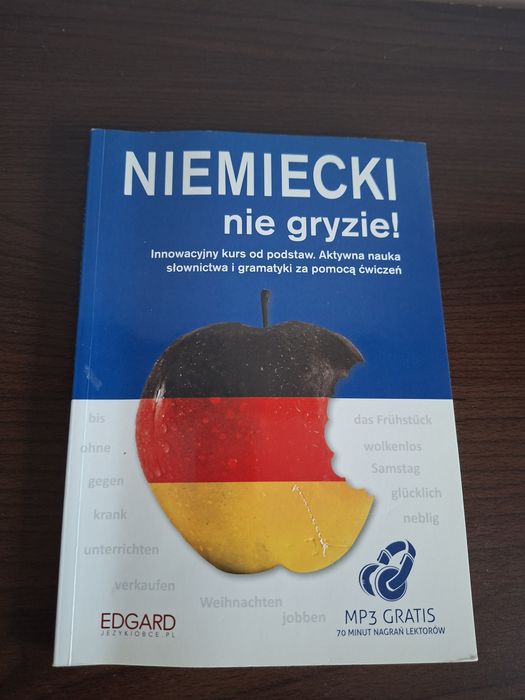 NIEMIECKI
nie gryzie!
Innowacyjny kurs od podstaw. Aktywna nauka
słownictwa i gramatyki za pomocą ćwiczeń
bis
ohne
gegen
krank
unterrichten
verkaufen
Weihnachten
jobben
das Frühstück
wolkenlos
Samstag
glücklich
neblig
EDGARD
JEZYKIOBCE.PL
MP3 GRATIS
70 MINUT NAGRAŃ LEKTORÓW